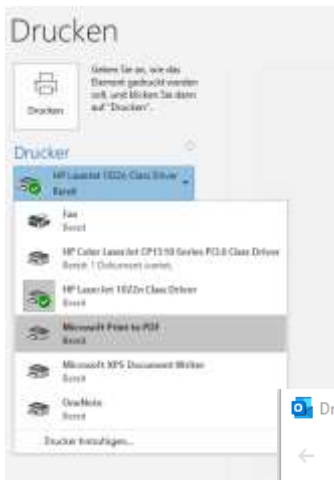 Drucken
Geben Sie an, wie das
Element gedruckt werden
soll, und klicken Sie dann
auf "Drucken".
Drucken
Drucker
HP LaserJet 1022n Class Driver
Bereit
Fax
Bereit
HP Color LaserJet CP1510 Series PCL6 Class Driver
Bereit: 1 Dokument wartet.
HP LaserJet 1022n Class Driver
Bereit
Microsoft Print to PDF
Bereit
Microsoft XPS Document Writer
Bereit
OneNote
Bereit
Drucker hinzufügen...
Dr